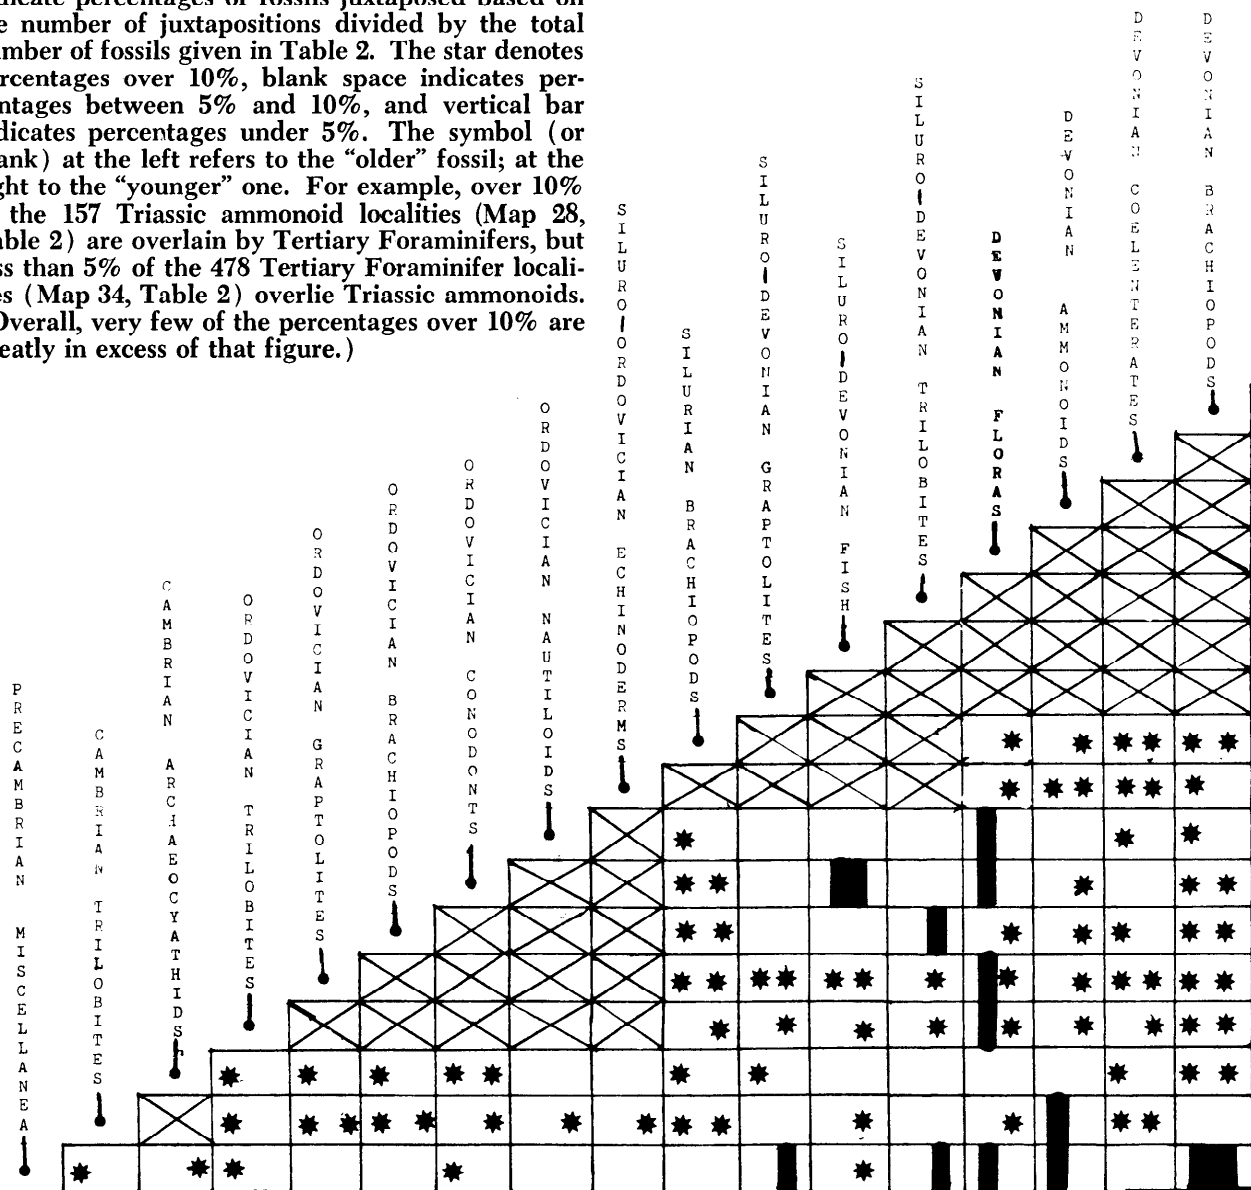 dicate percentages of fossils juxtaposed based on
e number of juxtapositions divided by the total
mber of fossils given in Table 2. The star denotes
rcentages over 10%, blank space indicates per-
ntages between 5% and 10%, and vertical bar
dicates percentages under 5%. The symbol (or
ank) at the left refers to the “older” fossil; at the
ght to the “younger” one. For example, over 10%
the 157 Triassic ammonoid localities (Map 28,
able 2) are overlain by Tertiary Foraminifers, but
ss than 5% of the 478 Tertiary Foraminifer locali-
es (Map 34, Table 2) overlie Triassic ammonoids.
Overall, very few of the percentages over 10% are
eatly in excess of that figure.)
PRECAMBRIAN MISCELLANEA
CAMBRIAN TRILOBITES
CAMBRIAN ARCHAEOCYATHIDS
ORDOVICIAN TRILOBITES
ORDOVICIAN GRAPTOLITES
ORDOVICIAN BRACHIOPODS
ORDOVICIAN CONODONTS
ORDOVICIAN NAUTILOIDS
SILURO|ORDOVICIAN ECHINODERMS
SILURIAN BRACHIOPODS
SILURO|DEVONIAN GRAPTOLITES
SILURO|DEVONIAN FISH
SILURO|DEVONIAN TRILOBITES
DEVONIAN FLORAS
DEVONIAN AMMONOIDS
DEVONIAN COELENTERATES
DEVONIAN BRACHIOPODS